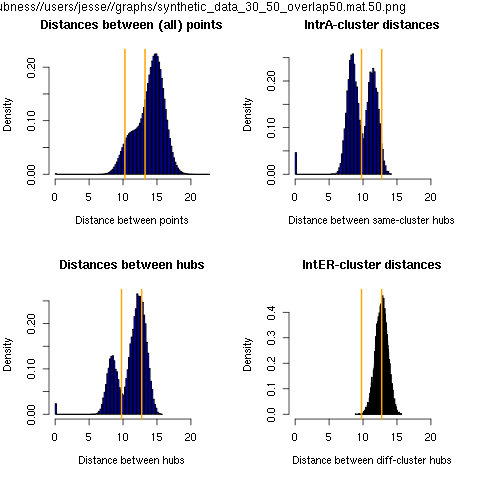 ubness//users/jesse//graphs/synthetic_data_30_50_overlap50.mat.50.png
Distances between (all) points
Density
0.00 0.10 0.20
0 5 10 15 20
Distance between points
IntrA-cluster distances
Density
0.00 0.10 0.20
0 5 10 15 20
Distance between same-cluster hubs
Distances between hubs
Density
0.00 0.10 0.20
0 5 10 15 20
Distance between hubs
IntER-cluster distances
Density
0.0 0.1 0.2 0.3 0.4
0 5 10 15 20
Distance between diff-cluster hubs